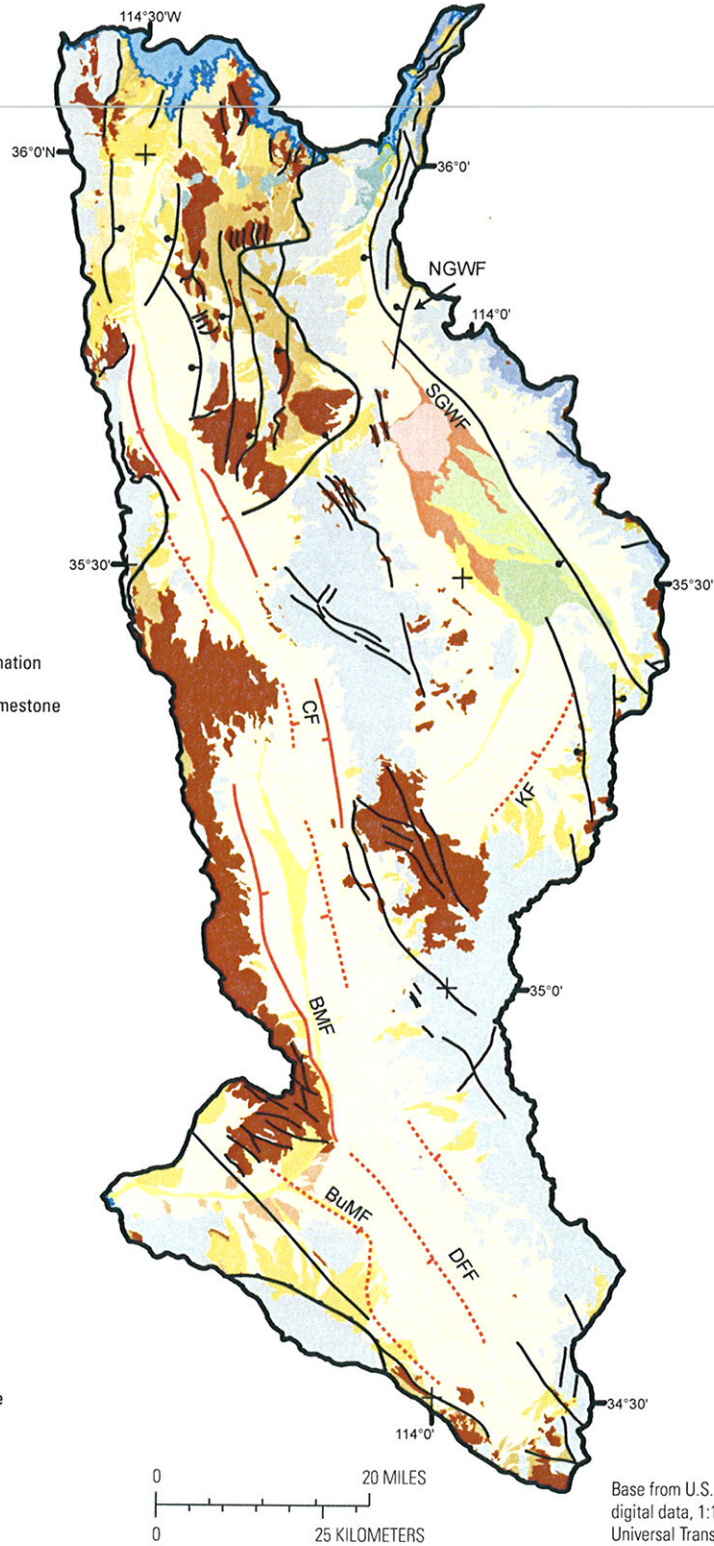 114°30'W
36°0'N
36°0'
NGWF
114°0'
SGWF
35°30'
35°30'
nation
nestone
CF
KF
35°0'
BMF
BuMF
DFF
e
34°30'
114°0'
0 20 MILES
0 25 KILOMETERS
Base from U.S.
digital data, 1:1
Universal Trans